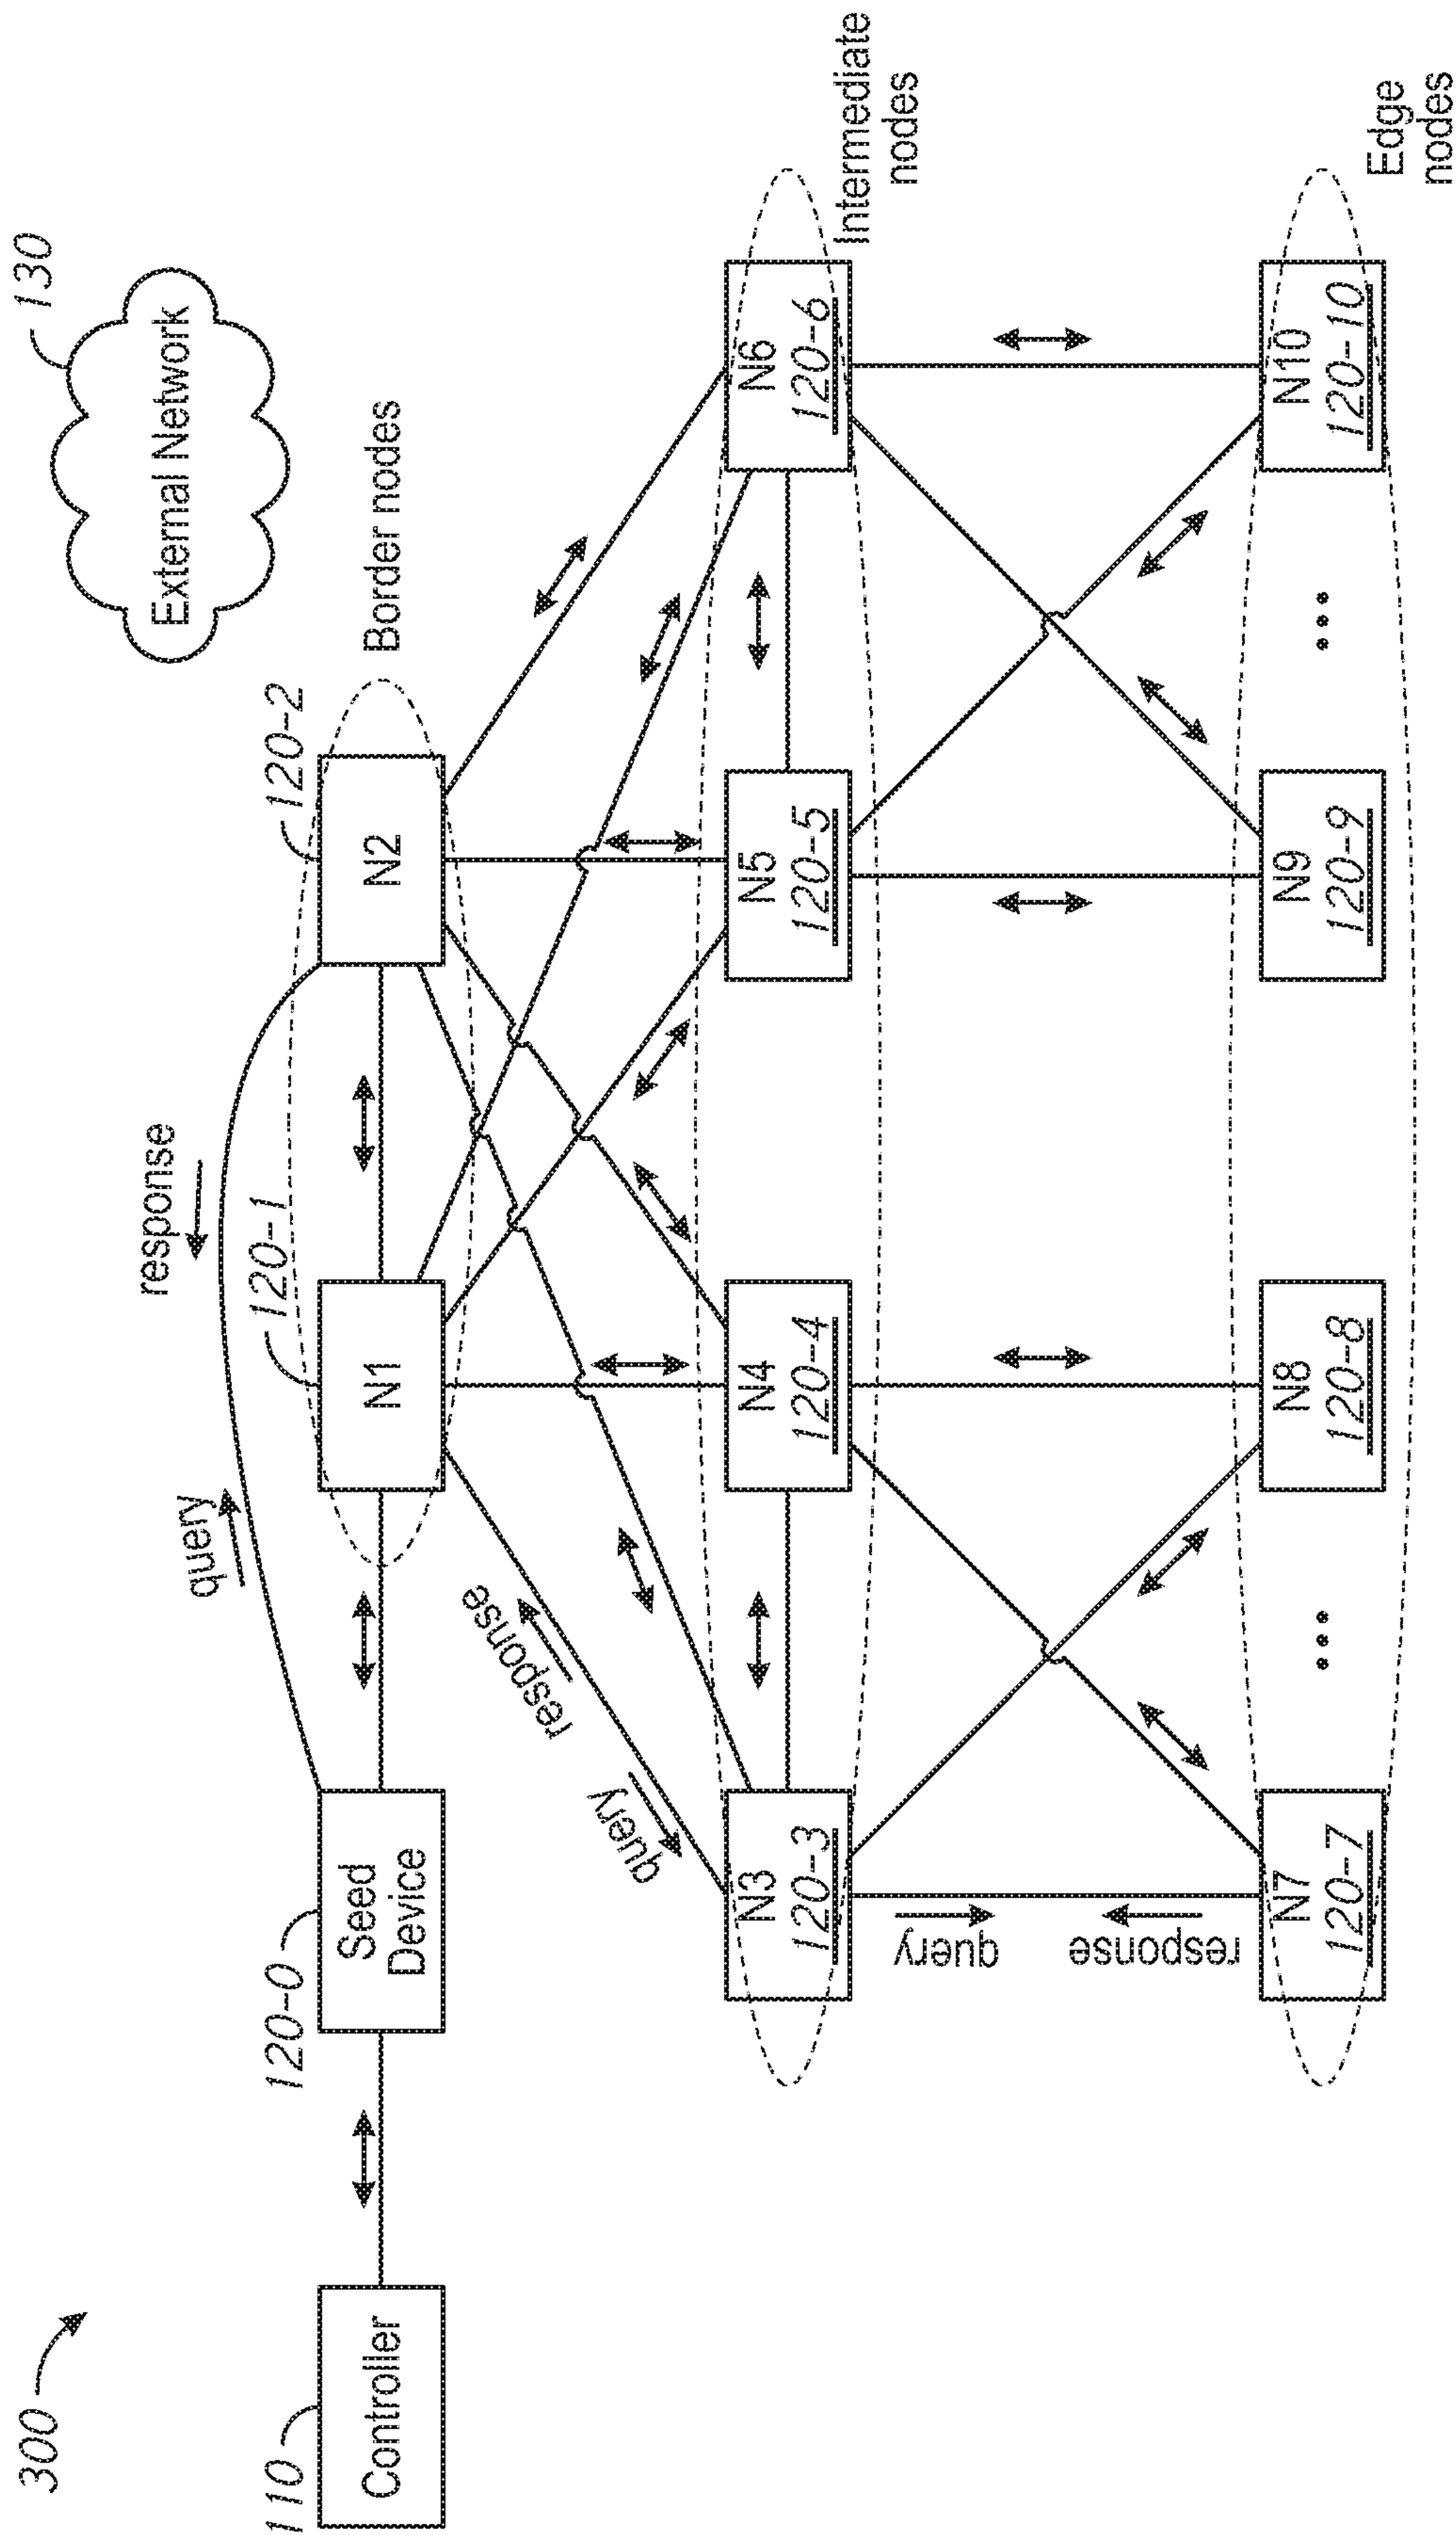 300
130
External Network
110
Controller
120-0
Seed
Device
query
response
120-1
N1
120-2
N2
Border nodes
query
response
N3
120-3
N4
120-4
N5
120-5
N6
120-6
Intermediate
nodes
query
response
N7
120-7
...
N8
120-8
N9
120-9
...
N10
120-10
Edge
nodes